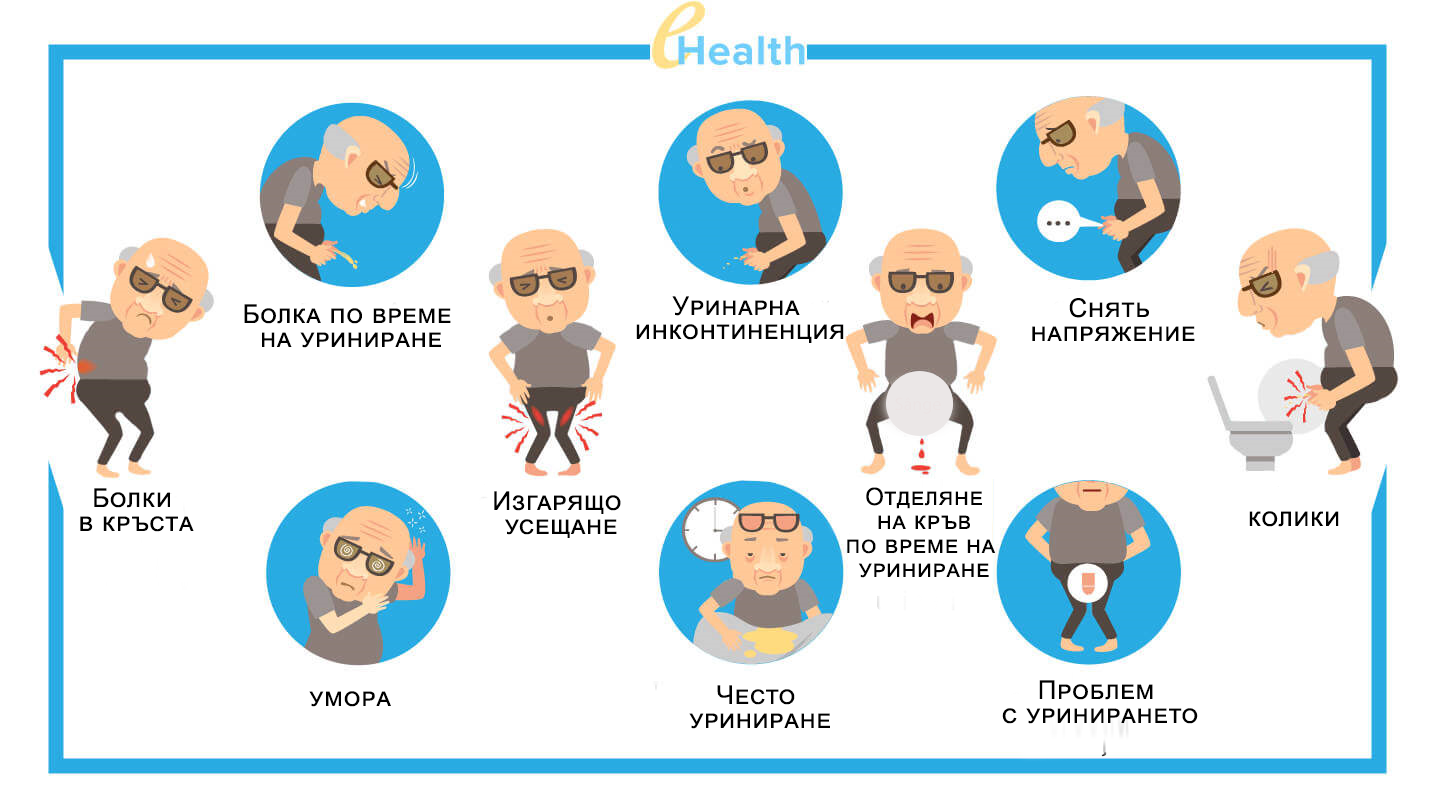 eHealth
Болка по време
на уриниране
Уринарна
инконтиненция
Снять
напряжение
Болки
в кръста
Изгарящо
усещане
Отделяне
на кръв
по време на
уриниране
колики
умора
Често
уриниране
Проблем
с уринирането